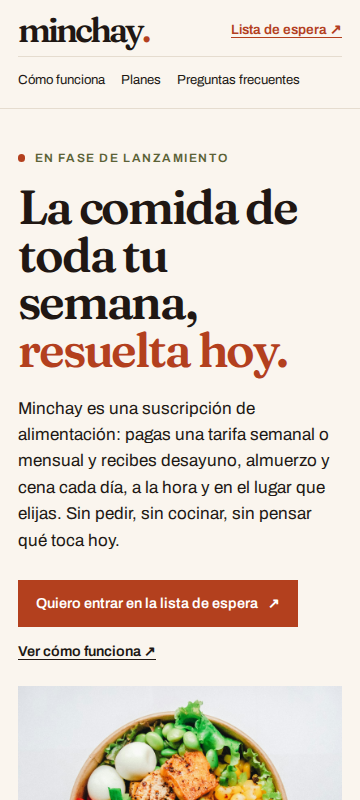 minchay.
Lista de espera ↗
Cómo funciona Planes Preguntas frecuentes
EN FASE DE LANZAMIENTO
La comida de
toda tu
semana,
resuelta hoy.
Minchay es una suscripción de
alimentación: pagas una tarifa semanal o
mensual y recibes desayuno, almuerzo y
cena cada día, a la hora y en el lugar que
elijas. Sin pedir, sin cocinar, sin pensar
qué toca hoy.
Quiero entrar en la lista de espera ↗
Ver cómo funciona ↗